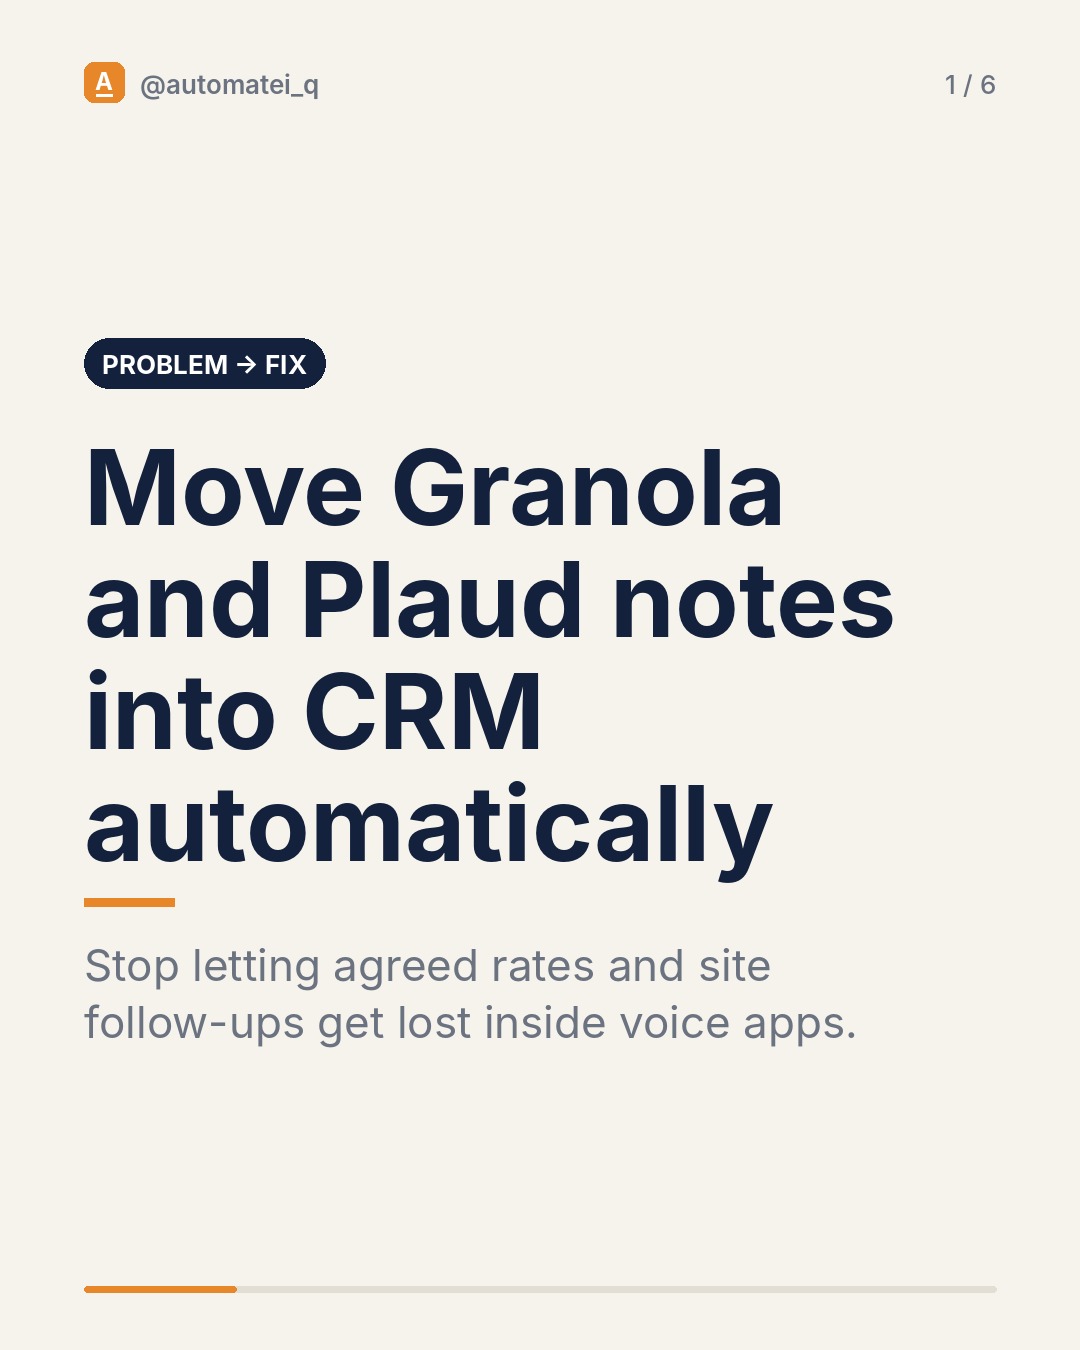 A
@automatei_q
1 / 6
PROBLEM → FIX
Move Granola
and Plaud notes
into CRM
automatically
Stop letting agreed rates and site
follow-ups get lost inside voice apps.